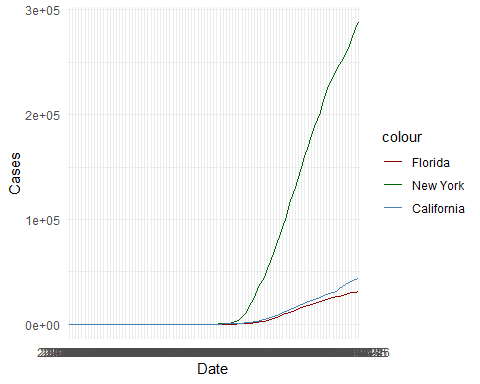 3e+05
2e+05
1e+05
0e+00
Cases
Date
colour
Florida
New York
California